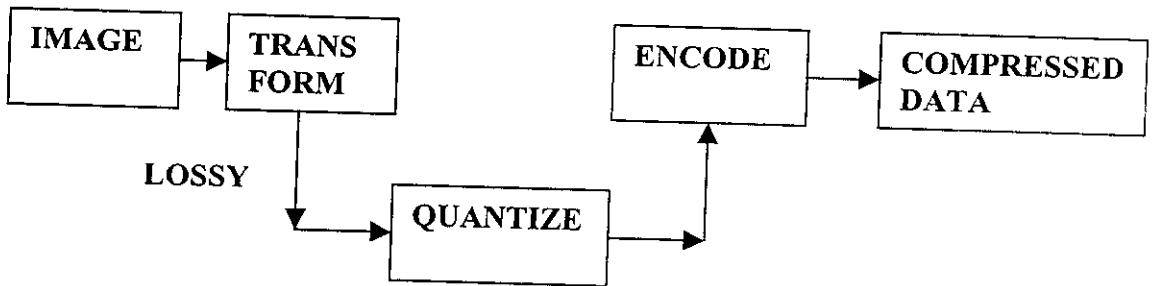 IMAGE
TRANS
FORM
LOSSY
QUANTIZE
ENCODE
COMPRESSED
DATA